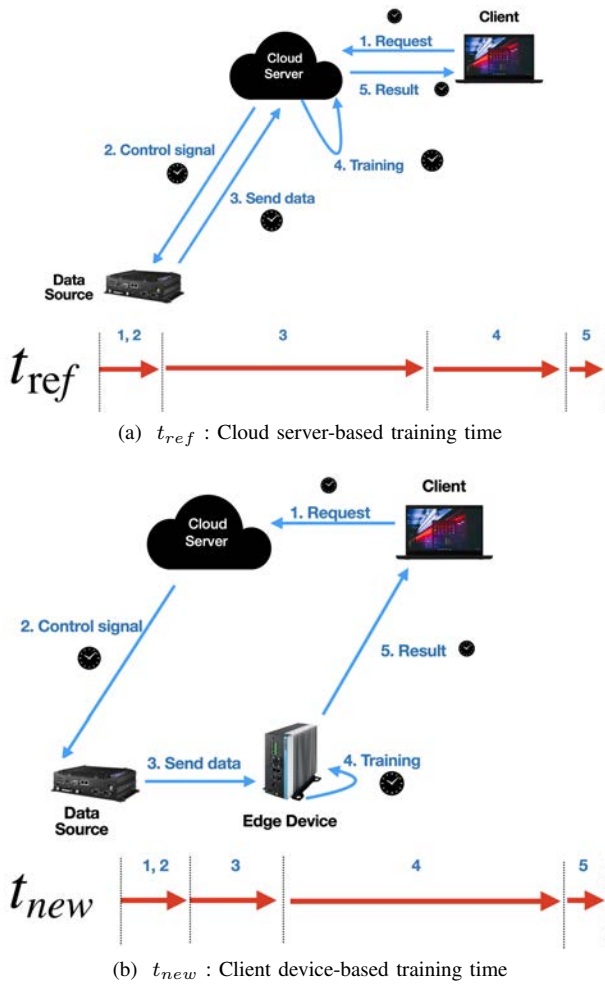 Client
1. Request
Cloud
Server
5. Result
2. Control signal
4. Training
3. Send data
Data
Source
1, 2
3
4
5
t_ref
(a) t_ref : Cloud server-based training time
Client
1. Request
Cloud
Server
2. Control signal
5. Result
3. Send data
4. Training
Data
Source
Edge Device
1, 2
3
4
5
t_new
(b) t_new : Client device-based training time